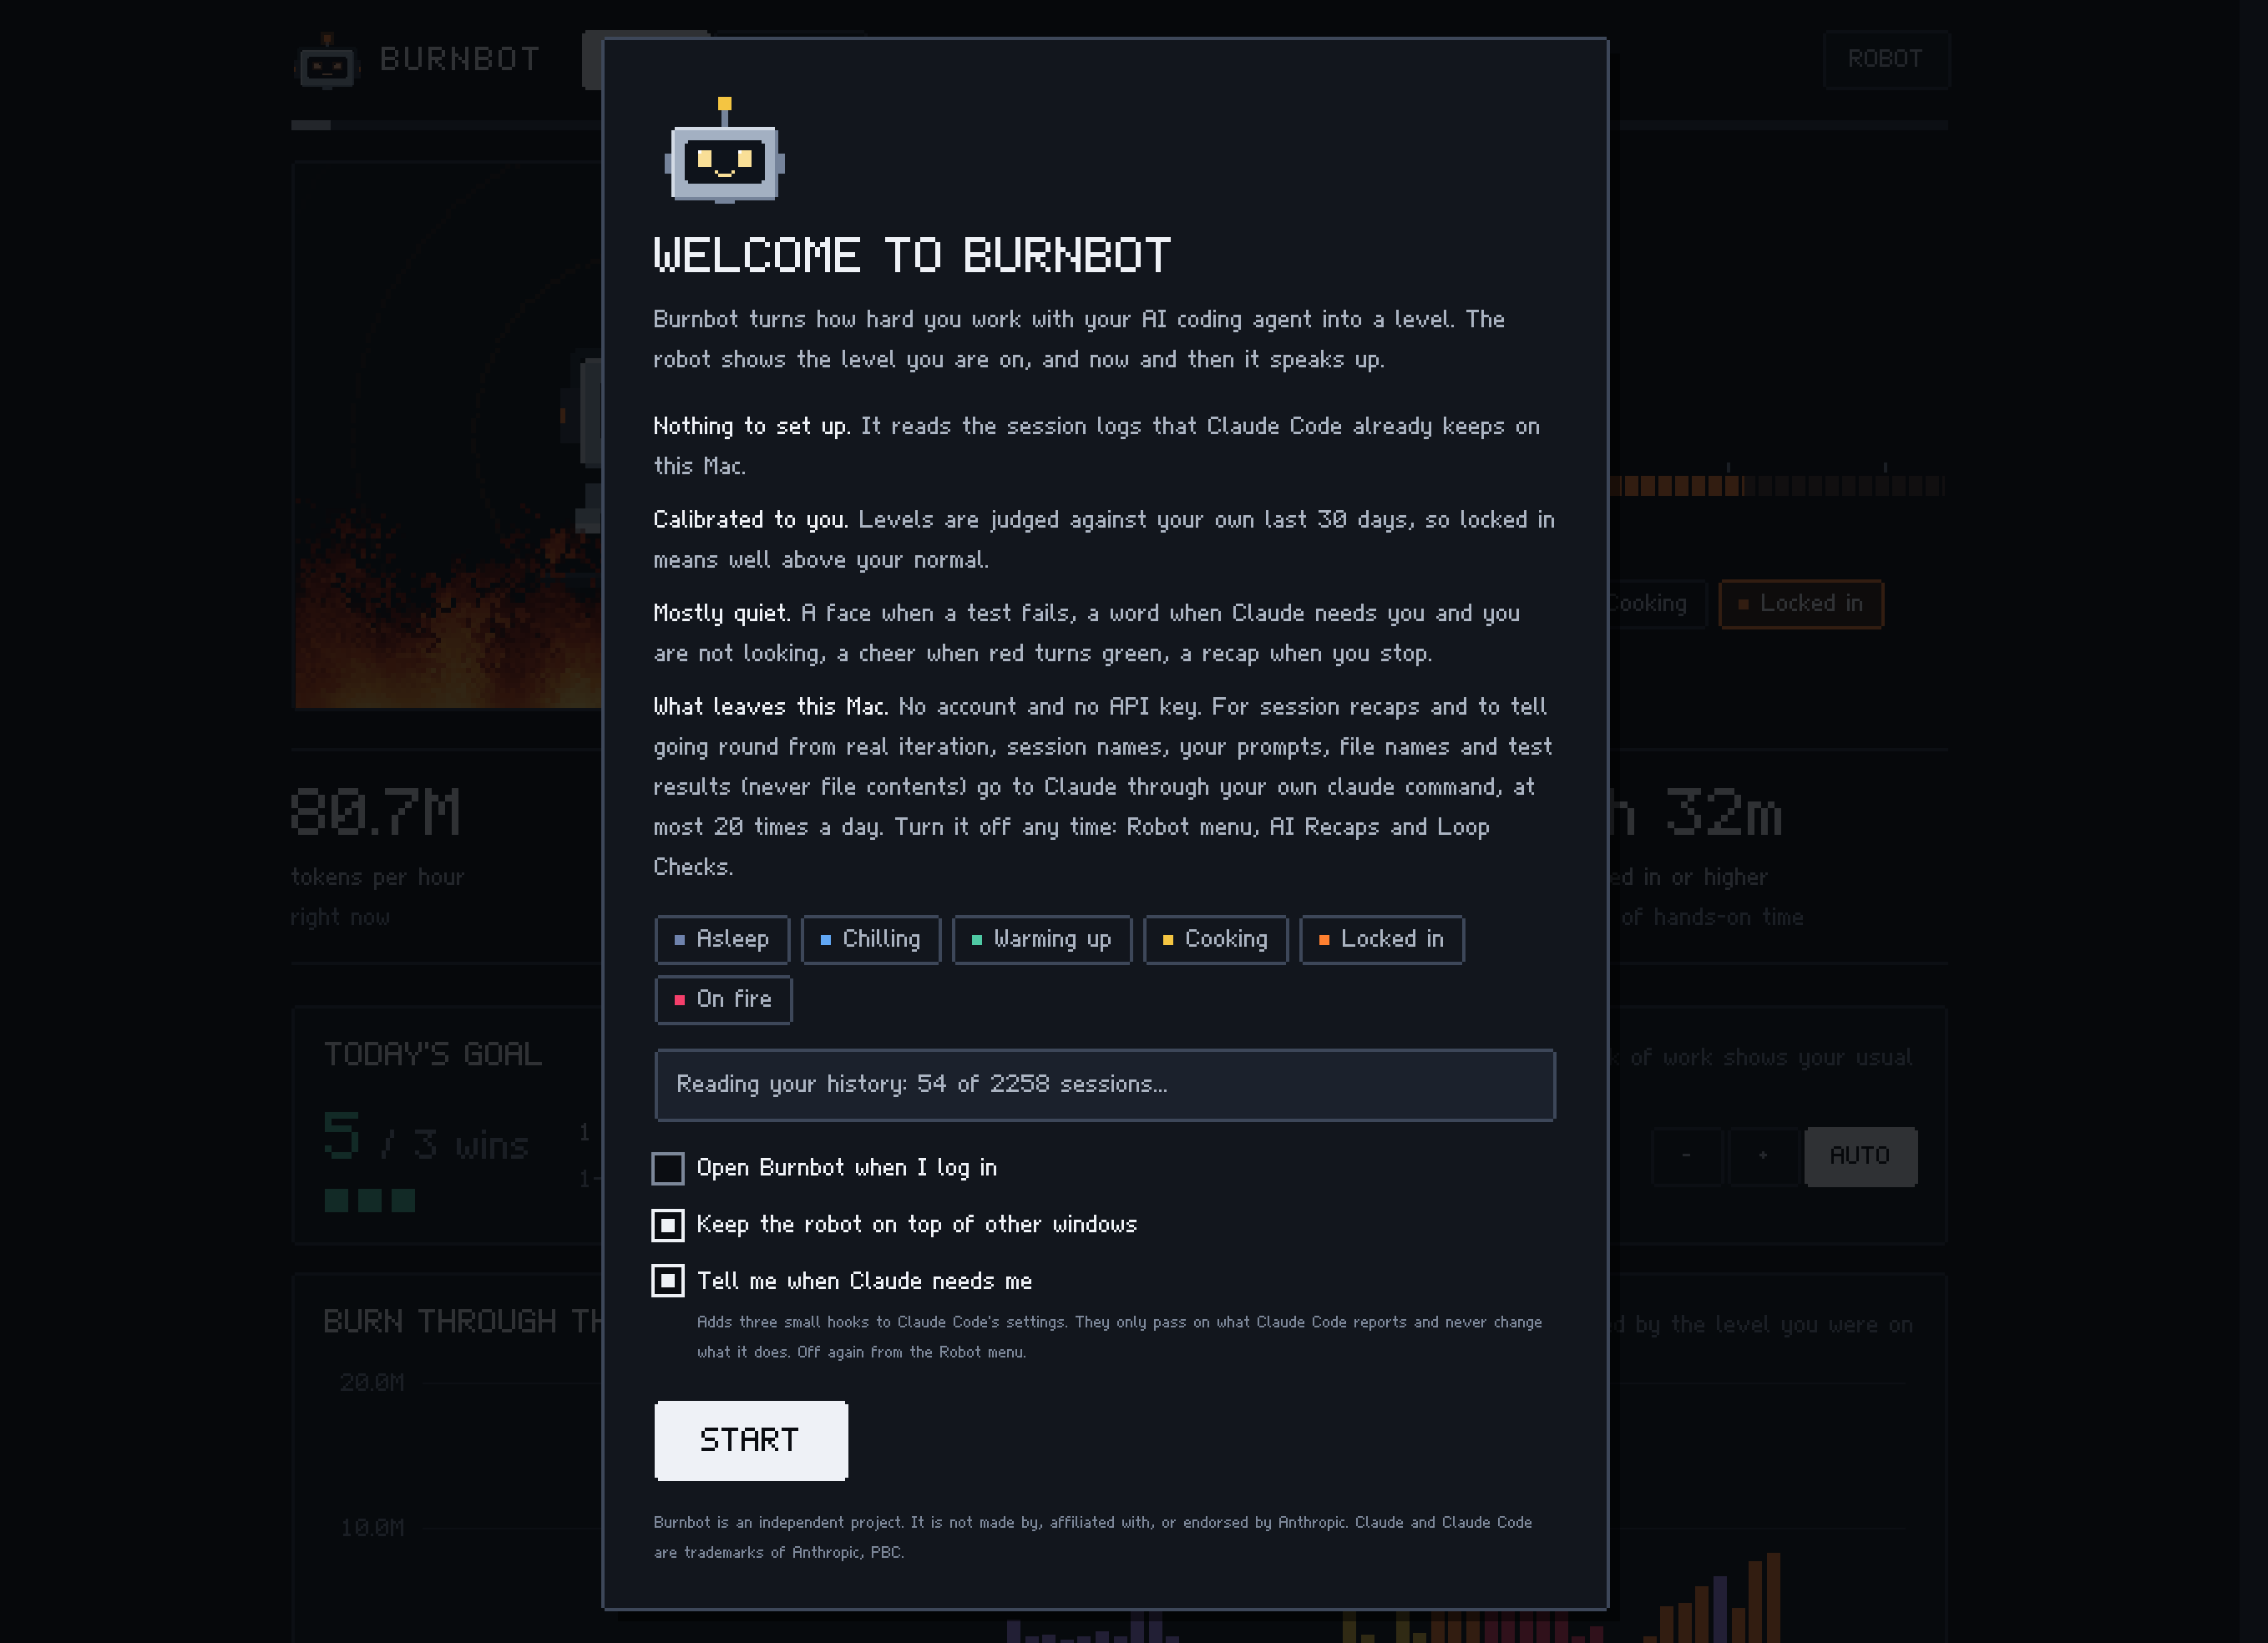 BURNBOT
ROBOT
WELCOME TO BURNBOT
Burnbot turns how hard you work with your AI coding agent into a level. The
robot shows the level you are on, and now and then it speaks up.
Nothing to set up. It reads the session logs that Claude Code already keeps on
this Mac.
Calibrated to you. Levels are judged against your own last 30 days, so locked in
means well above your normal.
Mostly quiet. A face when a test fails, a word when Claude needs you and you
are not looking, a cheer when red turns green, a recap when you stop.
What leaves this Mac. No account and no API key. For session recaps and to tell
going round from real iteration, session names, your prompts, file names and test
results (never file contents) go to Claude through your own claude command, at
most 20 times a day. Turn it off any time: Robot menu, AI Recaps and Loop
Checks.
Asleep
Chilling
Warming up
Cooking
Locked in
On fire
Reading your history: 54 of 2258 sessions...
Open Burnbot when I log in
Keep the robot on top of other windows
Tell me when Claude needs me
Adds three small hooks to Claude Code's settings. They only pass on what Claude Code reports and never change
what it does. Off again from the Robot menu.
START
Burnbot is an independent project. It is not made by, affiliated with, or endorsed by Anthropic. Claude and Claude Code
are trademarks of Anthropic, PBC.
Cooking
Locked in
80.7M
tokens per hour
right now
32m
in or higher
of hands-on time
TODAY'S GOAL
5 / 3 wins
1
1-
of work shows your usual
-
+
AUTO
BURN THROUGH
by the level you were on
20.0M
10.0M